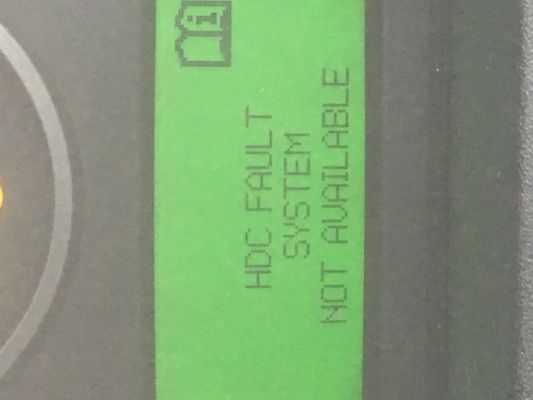 HDC FAULT
SYSTEM
NOT AVAILABLE